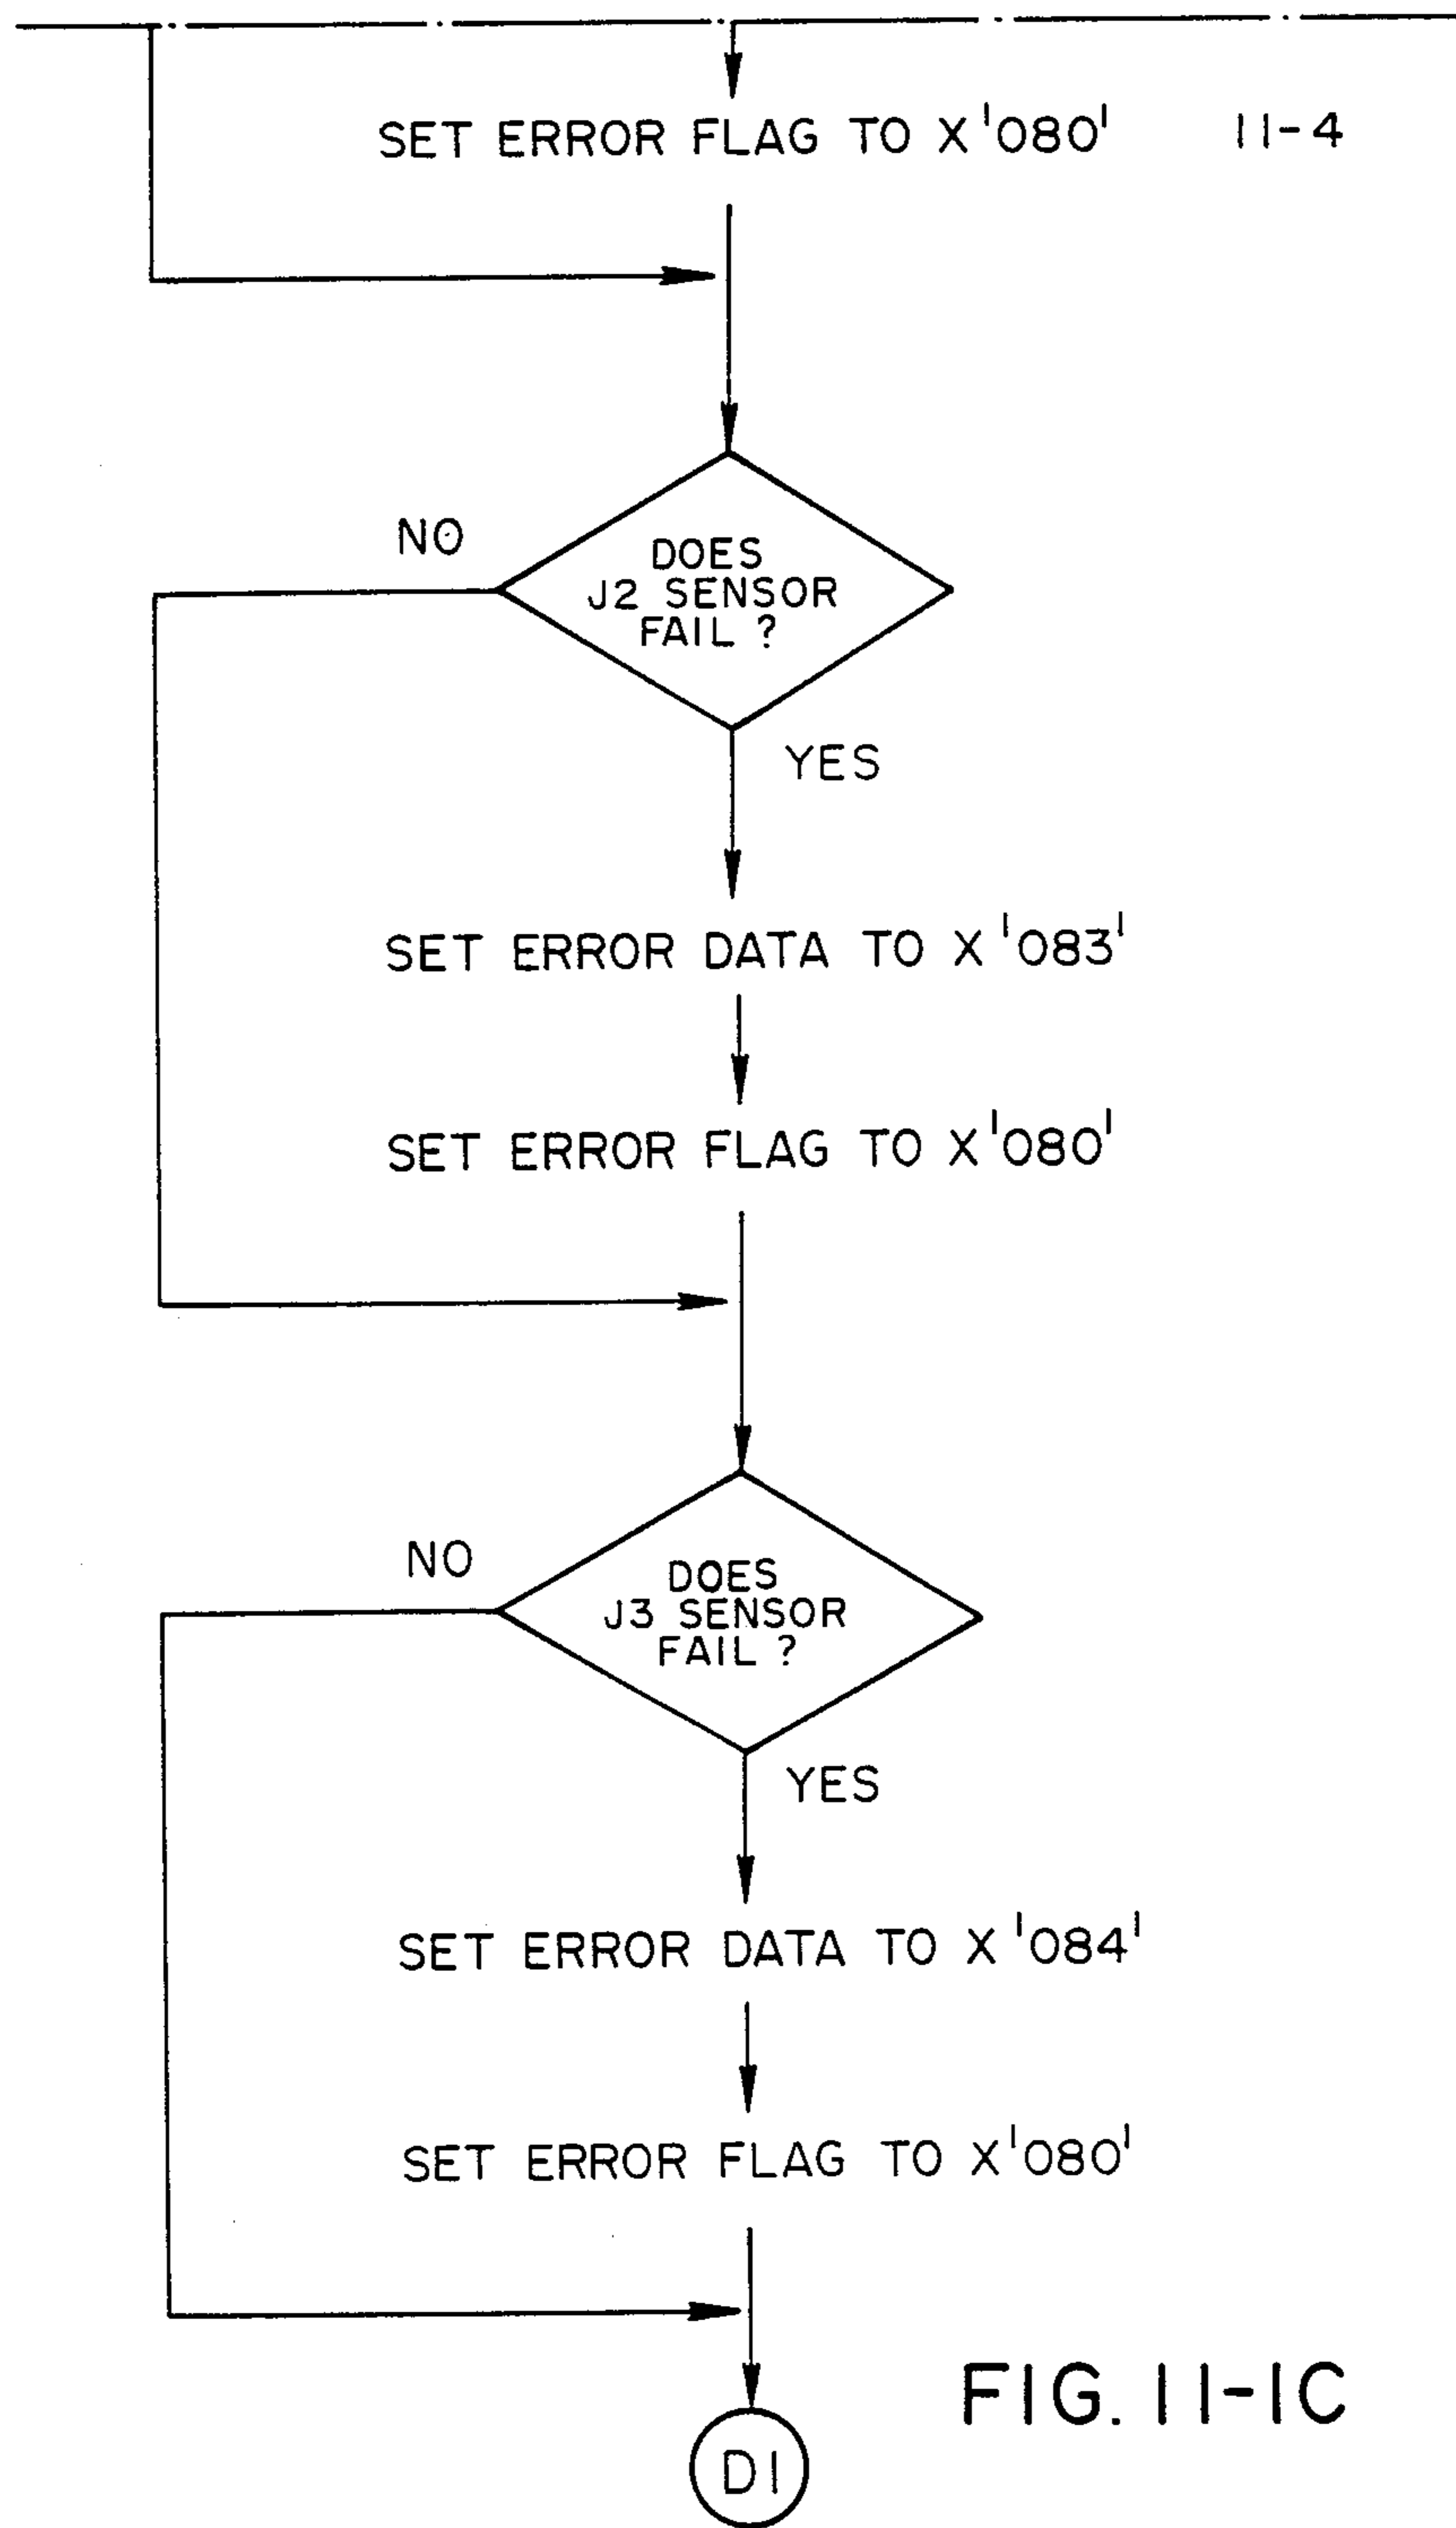 SET ERROR FLAG TO X'080' 11-4
NO
DOES
J2 SENSOR
FAIL ?
YES
SET ERROR DATA TO X'083'
SET ERROR FLAG TO X'080'
NO
DOES
J3 SENSOR
FAIL ?
YES
SET ERROR DATA TO X'084'
SET ERROR FLAG TO X'080'
FIG. 11-1C
D1